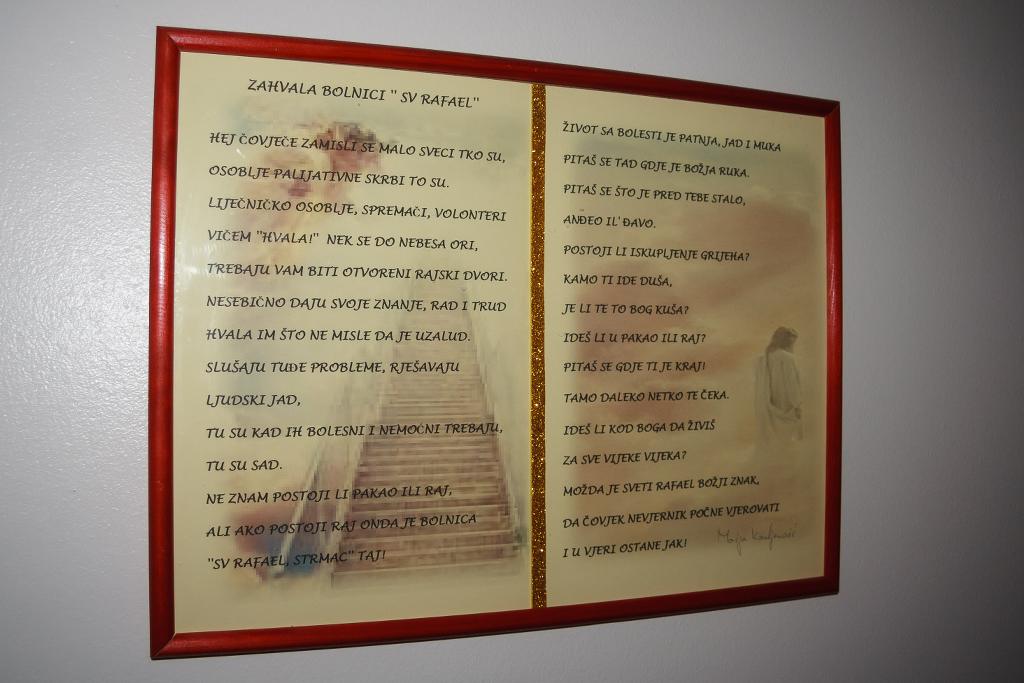 ZAHVALA BOLNICI " SV RAFAEL"
HEJ ČOVJEČE ZAMISLI SE MALO SVECI TKO SU,
OSOBLJE PALIJATIVNE SKRBI TO SU.
LIJEČNIČKO OSOBLJE, SPREMAČI, VOLONTERI
VIČEM "HVALA!" NEK SE DO NEBESA ORI,
TREBAJU VAM BITI OTVORENI RAJSKI DVORI.
NESEBIČNO DAJU SVOJE ZNANJE, RAD I TRUD
HVALA IM ŠTO NE MISLE DA JE UZALUD.
SLUŠAJU TUĐE PROBLEME, RJEŠAVAJU
LJUDSKI JAD,
TU SU KAD IH BOLESNI I NEMOĆNI TREBAJU,
TU SU SAD.
NE ZNAM POSTOJI LI PAKAO ILI RAJ,
ALI AKO POSTOJI RAJ ONDA JE BOLNICA
"SV RAFAEL, STRMAC" TAJ!
ŽIVOT SA BOLESTI JE PATNJA, JAD I MUKA
PITAŠ SE TAD GDJE JE BOŽJA RUKA.
PITAŠ SE ŠTO JE PRED TEBE STALO,
ANĐEO IL' ĐAVO.
POSTOJI LI ISKUPLJENJE GRIJEHA?
KAMO TI IDE DUŠA,
JE LI TE TO BOG KUŠA?
IDEŠ LI U PAKAO ILI RAJ?
PITAŠ SE GDJE TI JE KRAJ!
TAMO DALEKO NETKO TE ČEKA.
IDEŠ LI KOD BOGA DA ŽIVIŠ
ZA SVE VIJEKE VIJEKA?
MOŽDA JE SVETI RAFAEL BOŽJI ZNAK,
DA ČOVJEK NEVJERNIK POČNE VJEROVATI
I U VJERI OSTANE JAK!